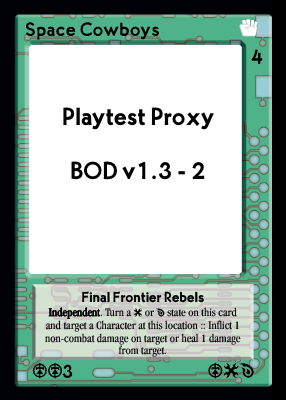 Space Cowboys
4
Playtest Proxy
BOD v1.3 - 2
Final Frontier Rebels
Independent. Turn a or state on this card
and target a Character at this location :: Inflict 1
non-combat damage on target or heal 1 damage
from target.
3